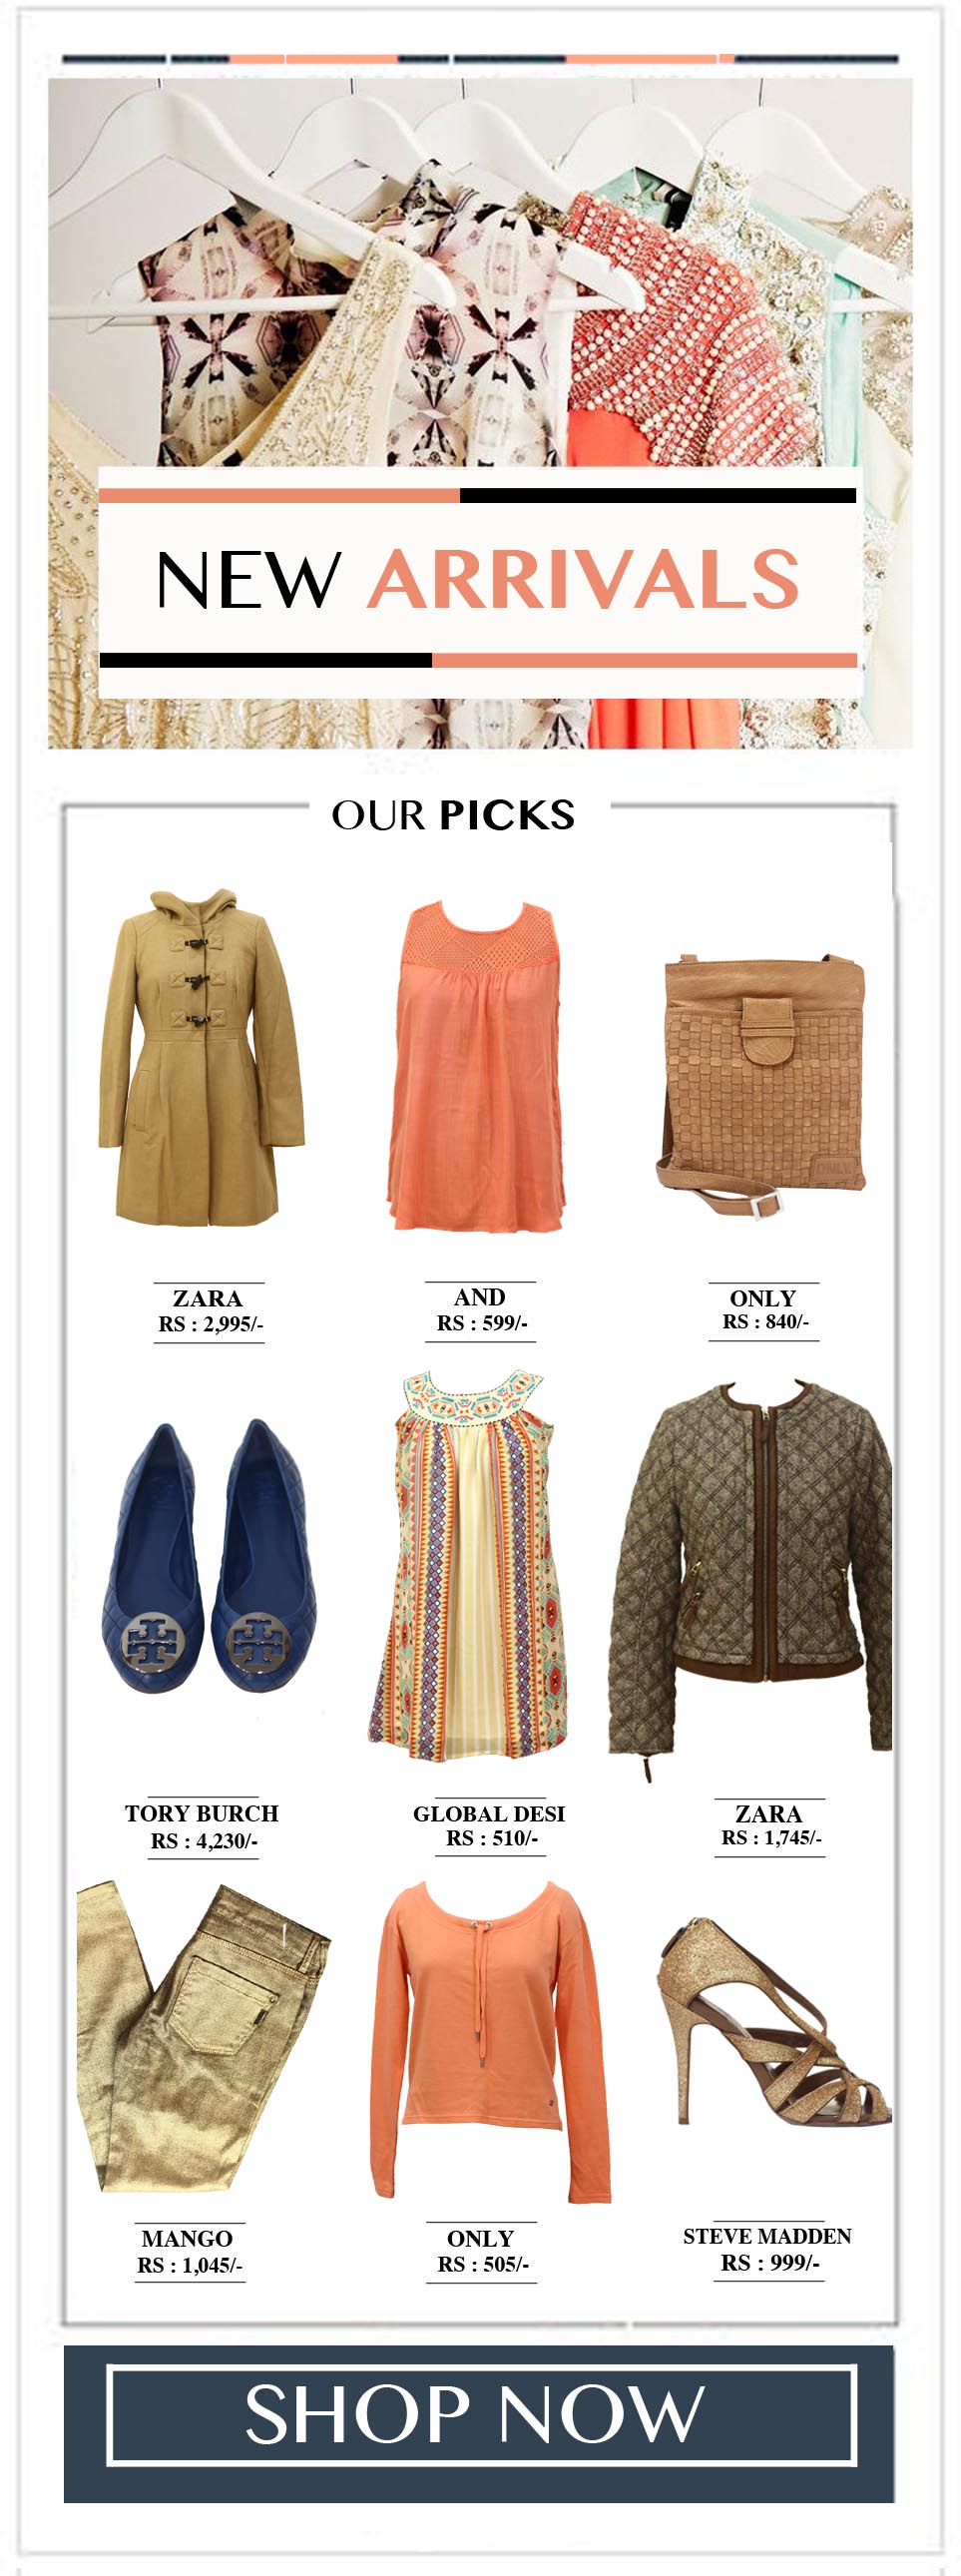 NEW ARRIVALS
OUR PICKS
ONLY
ZARA
RS : 2,995/-
AND
RS : 599/-
ONLY
RS : 840/-
TORY BURCH
RS : 4,230/-
GLOBAL DESI
RS : 510/-
ZARA
RS : 1,745/-
MANGO
RS : 1,045/-
ONLY
RS : 505/-
STEVE MADDEN
RS : 999/-
SHOP NOW